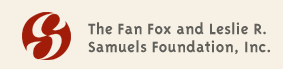 The Fan Fox and Leslie R.
Samuels Foundation, Inc.